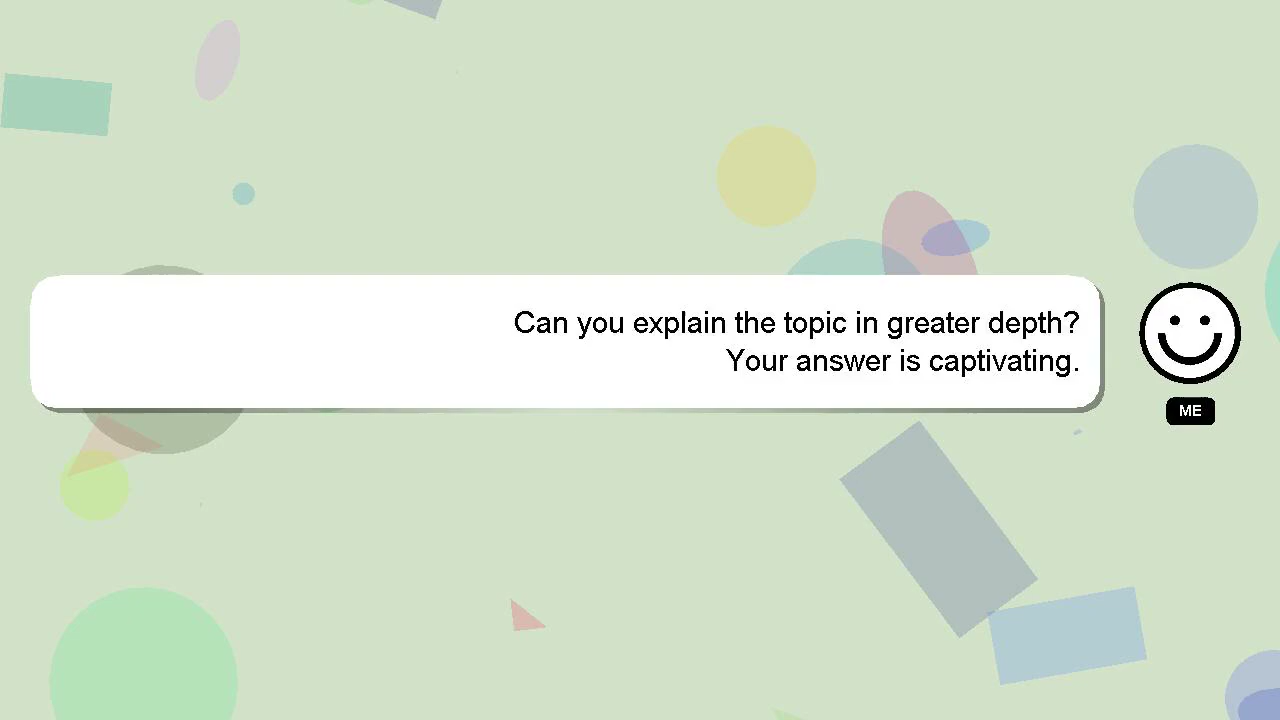 Can you explain the topic in greater depth?
Your answer is captivating.
ME